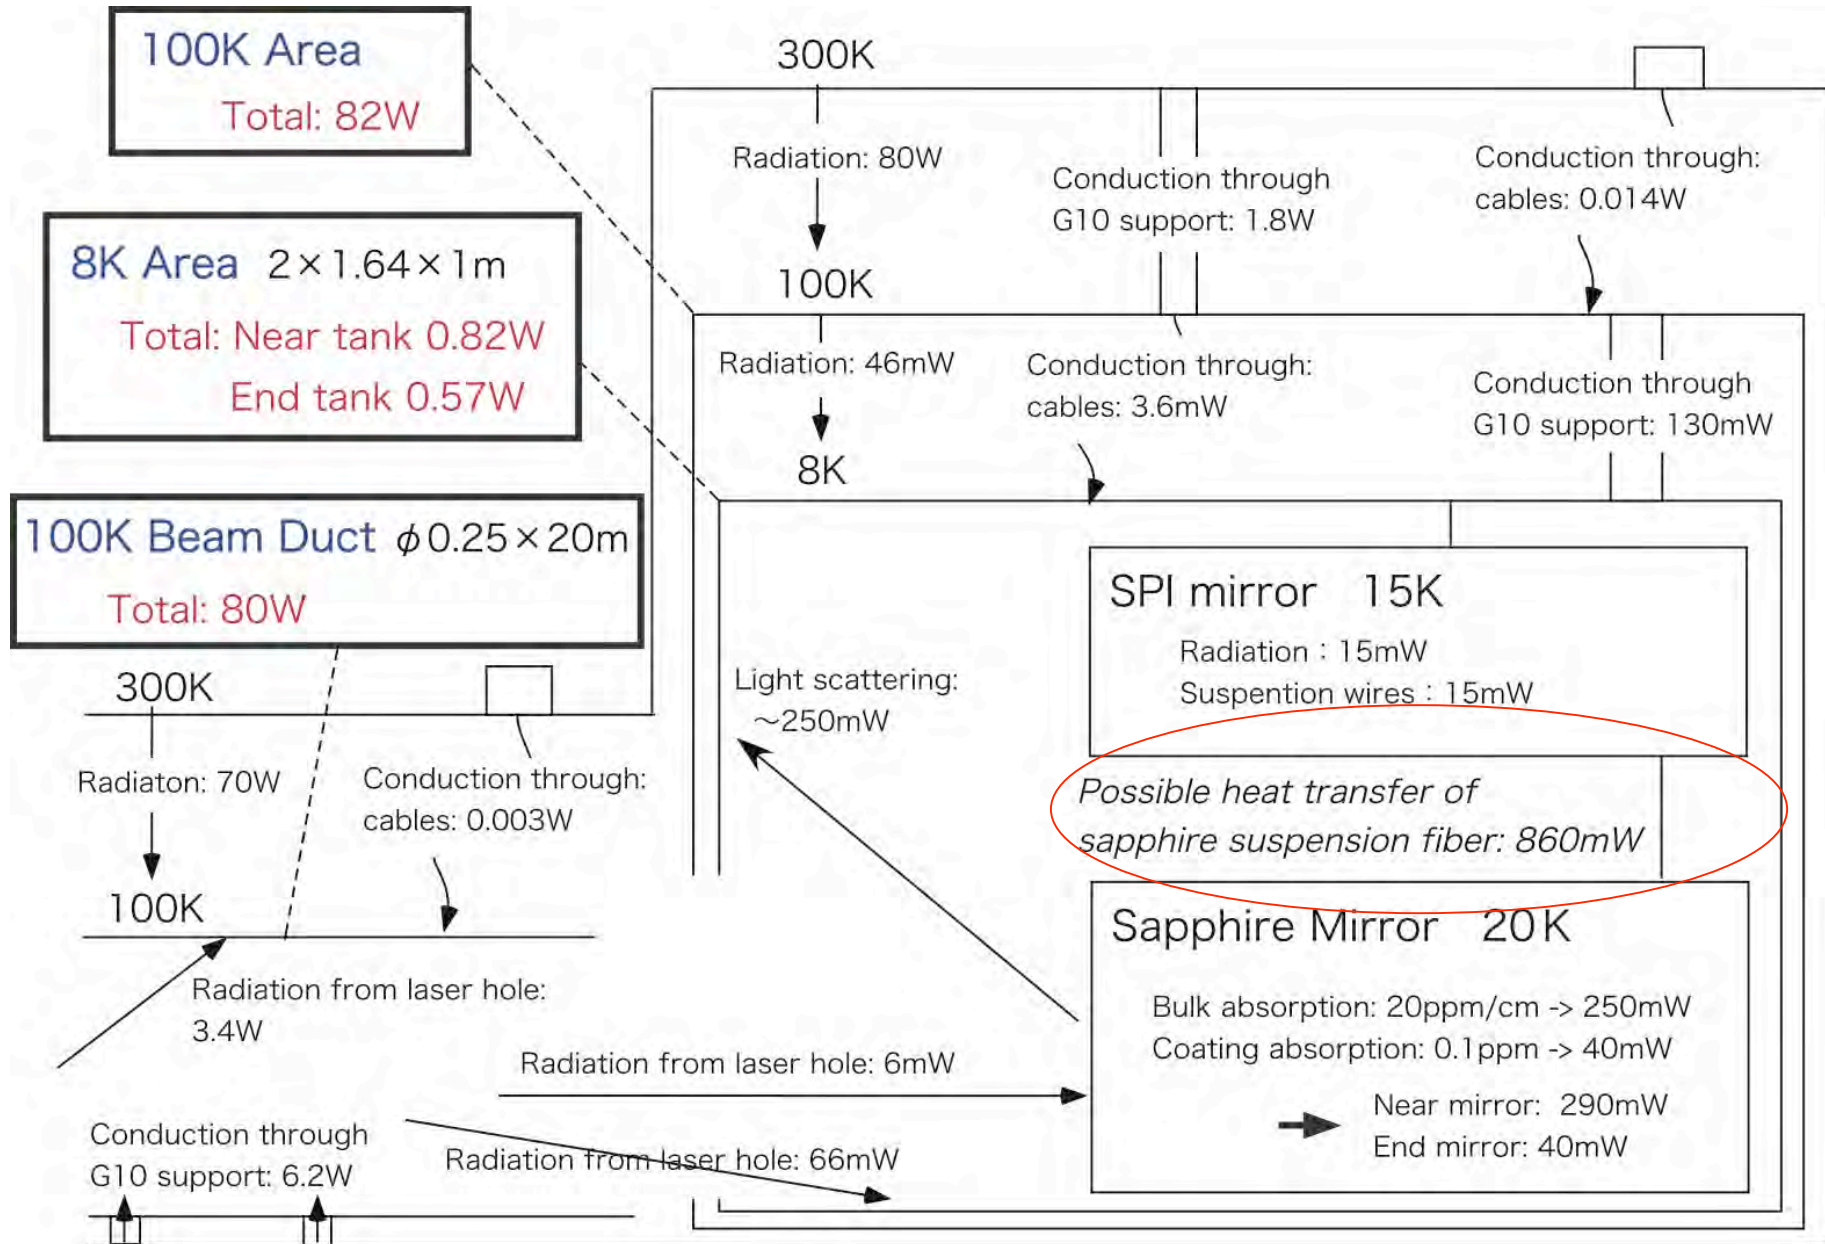 100K Area
Total: 82W
8K Area 2×1.64×1m
Total: Near tank 0.82W
End tank 0.57W
100K Beam Duct φ0.25×20m
Total: 80W
300K
Radiation: 80W
100K
Conduction through
G10 support: 1.8W
Conduction through:
cables: 0.014W
Radiation: 46mW
8K
Conduction through:
cables: 3.6mW
Conduction through
G10 support: 130mW
SPI mirror 15K
Radiation : 15mW
Suspention wires : 15mW
Light scattering:
～250mW
Possible heat transfer of
sapphire suspension fiber: 860mW
Sapphire Mirror 20K
Bulk absorption: 20ppm/cm -> 250mW
Coating absorption: 0.1ppm -> 40mW
Near mirror: 290mW
End mirror: 40mW
300K
Radiaton: 70W
100K
Conduction through:
cables: 0.003W
Radiation from laser hole:
3.4W
Radiation from laser hole: 6mW
Radiation from laser hole: 66mW
Conduction through
G10 support: 6.2W